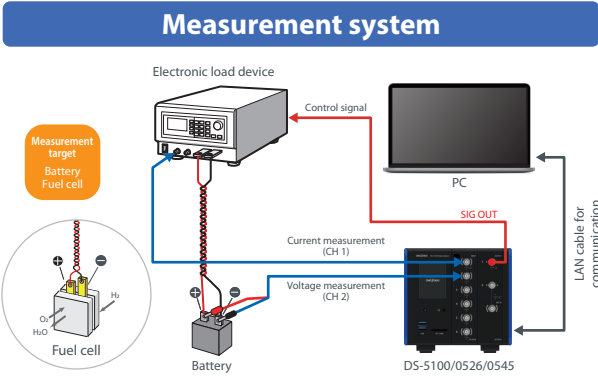 Measurement system
Electronic load device
Control signal
Measurement
target
Battery
Fuel cell
PC
SIG OUT
LAN cable for
communication
Current measurement
(CH 1)
Voltage measurement
(CH 2)
H₂
O₂
H₂O
Fuel cell
Battery
DS-5100/0526/0545